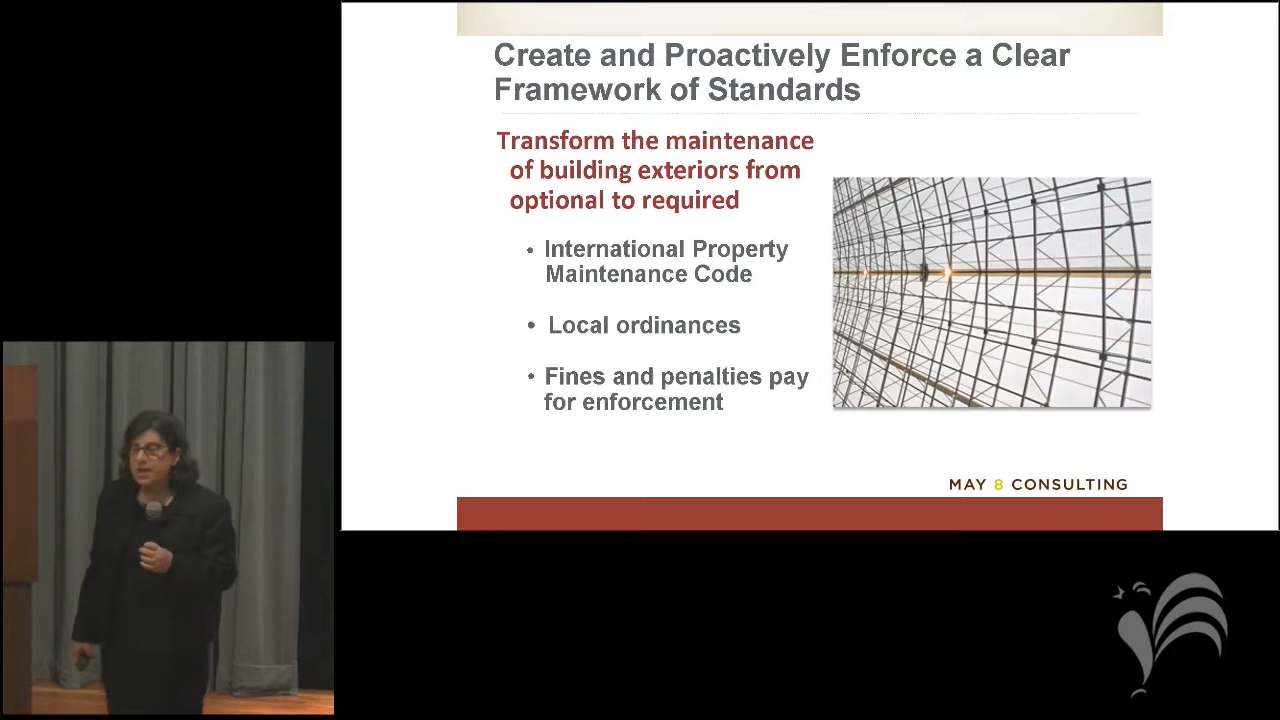 Create and Proactively Enforce a Clear
Framework of Standards
Transform the maintenance
of building exteriors from
optional to required
• International Property
Maintenance Code
• Local ordinances
• Fines and penalties pay
for enforcement
MAY 8 CONSULTING